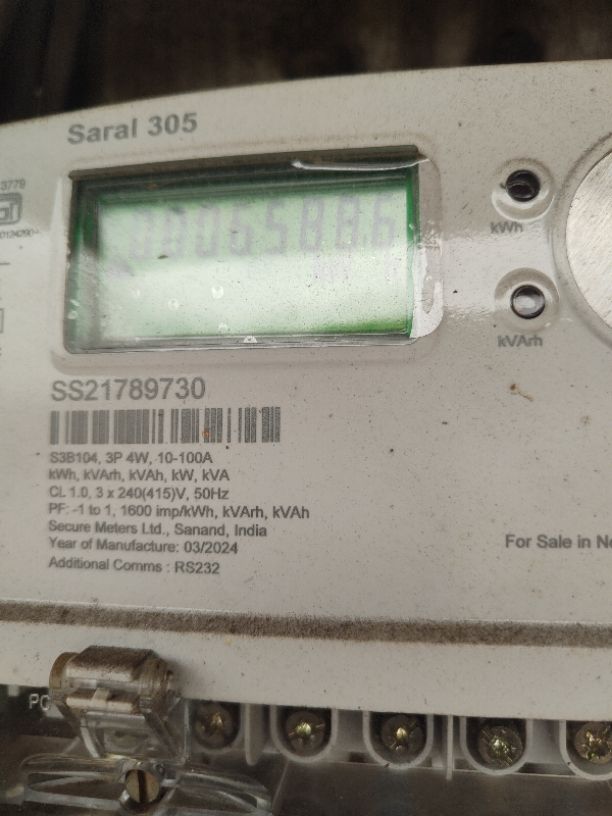 Saral 305
kWh
kVArh
SS21789730
S3B104, 3P 4W, 10-100A
kWh, kVArh, kVAh, kW, kVA
Cl. 1.0, 3 x 240(415)V, 50Hz
PF: -1 to 1, 1600 imp/kWh, kVArh, kVAh
Secure Meters Ltd., Sanand, India
Year of Manufacture: 03/2024
Additional Comms : RS232
For Sale in